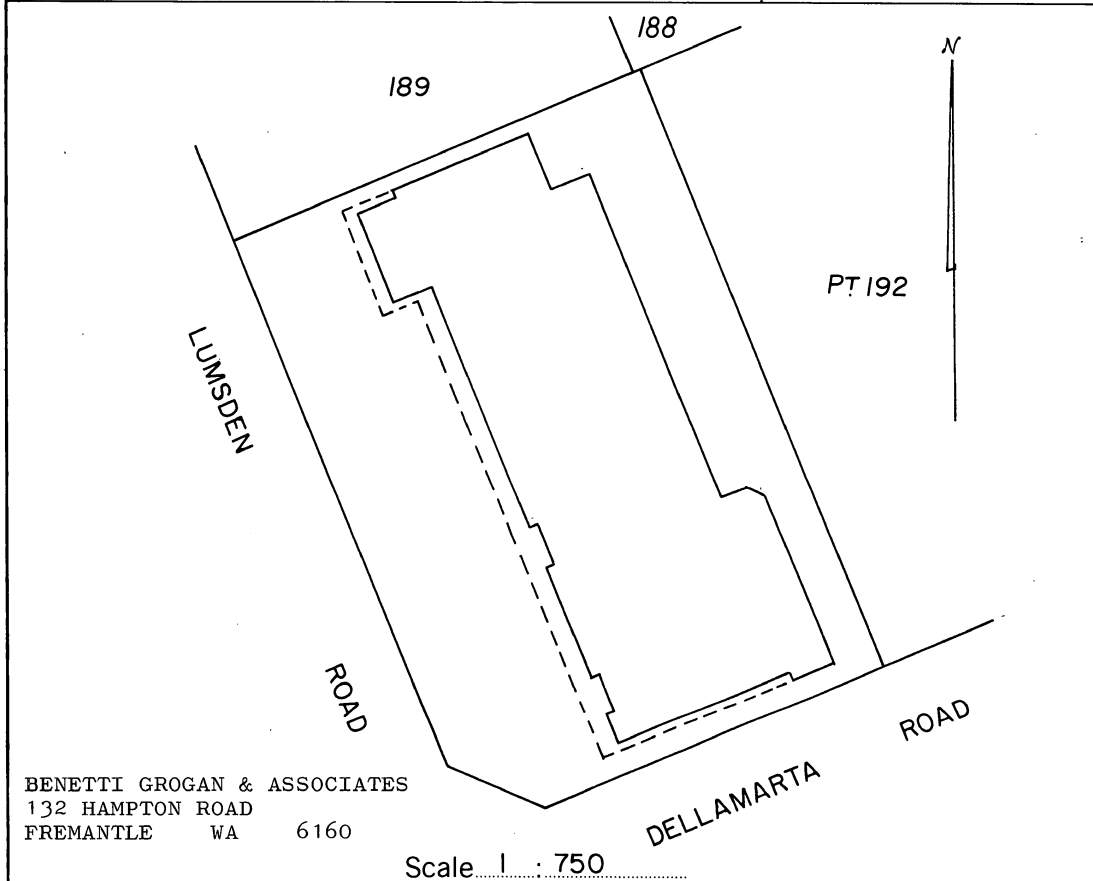 188
N
189
PT 192
LUMSDEN
ROAD
ROAD
DELLAMARTA
BENETTI GROGAN & ASSOCIATES
132 HAMPTON ROAD
FREMANTLE WA 6160
Scale 1 : 750